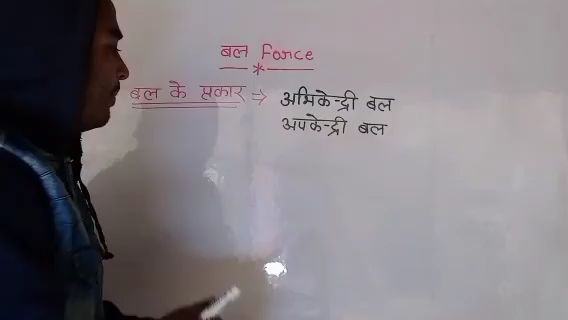 बल Force
बल के प्रकार → अभिकेन्द्री बल
अपकेन्द्री बल